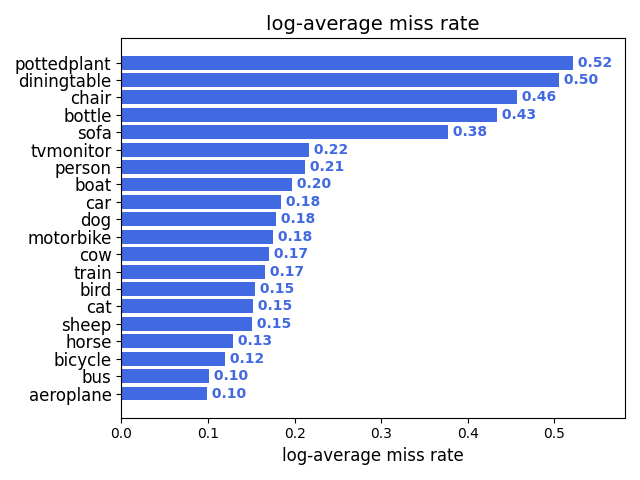 log-average miss rate
pottedplant 0.52
diningtable 0.50
chair 0.46
bottle 0.43
sofa 0.38
tvmonitor 0.22
person 0.21
boat 0.20
car 0.18
dog 0.18
motorbike 0.18
cow 0.17
train 0.17
bird 0.15
cat 0.15
sheep 0.15
horse 0.13
bicycle 0.12
bus 0.10
aeroplane 0.10
0.0 0.1 0.2 0.3 0.4 0.5
log-average miss rate